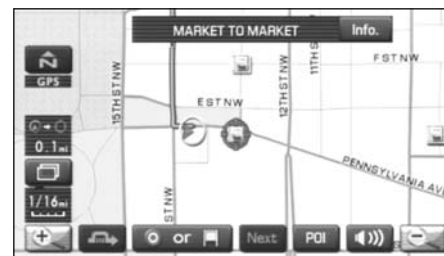 MARKET TO MARKET
Info.
GPS
15TH ST NW
F ST NW
11TH S
E ST NW
12TH ST NW
0.1mi
PENNSYLVANIA AV
1/16mi
ST NW
or
Next
POI